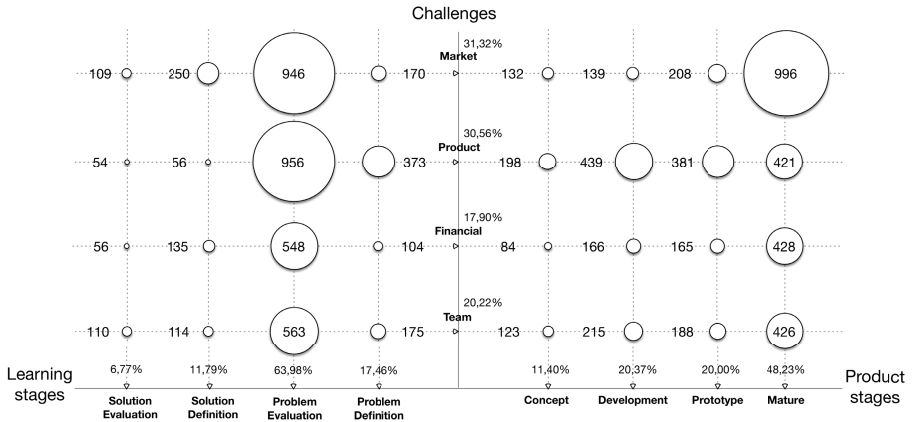 Challenges
31,32%
Market
109 250 946 170 132 139 208 996
30,56%
Product
54 56 956 373 198 439 381 421
17,90%
Financial
56 135 548 104 84 166 165 428
20,22%
Team
110 114 563 175 123 215 188 426
6,77% 11,79% 63,98% 17,46% 11,40% 20,37% 20,00% 48,23%
Learning
stages
Solution
Evaluation
Solution
Definition
Problem
Evaluation
Problem
Definition
Concept
Development
Prototype
Mature
Product
stages